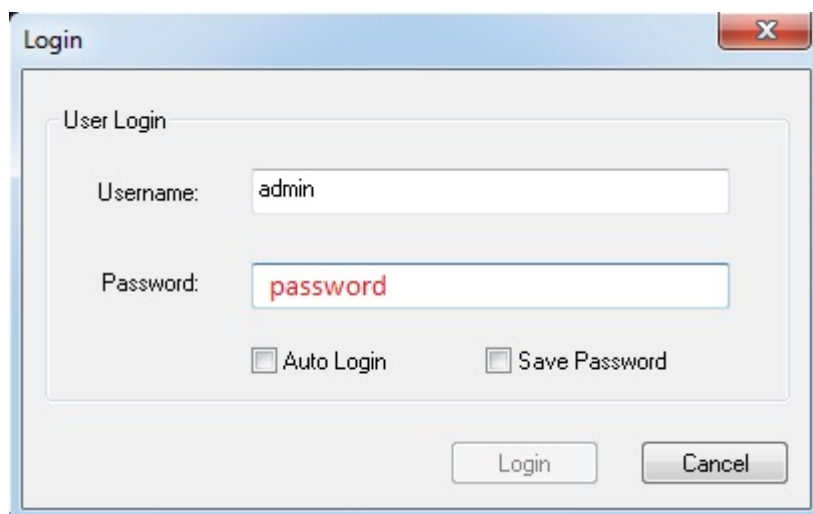 Login
User Login
Username: admin
Password: password
Auto Login Save Password
Login Cancel